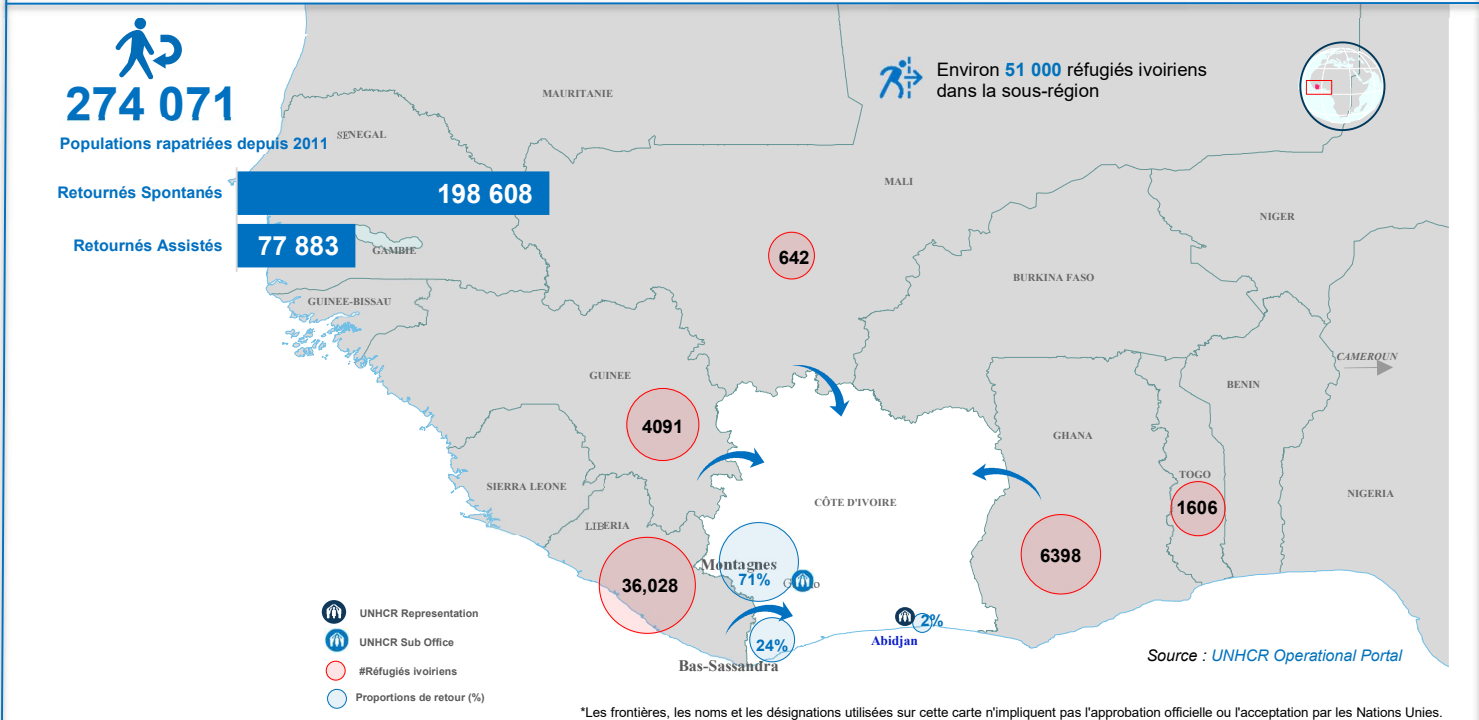 274 071
Populations rapatriées depuis 2011
Retournés Spontanés
198 608
Retournés Assistés
77 883
Environ 51 000 réfugiés ivoiriens
dans la sous-région
MAURITANIE
SENEGAL
MALI
NIGER
GAMBIE
642
BURKINA FASO
GUINEE-BISSAU
CAMEROUN
GUINEE
BENIN
4091
GHANA
TOGO
SIERRA LEONE
NIGERIA
CÔTE D'IVOIRE
1606
LIBERIA
6398
Montagnes
71%
36,028
2%
Abidjan
24%
Bas-Sassandra
UNHCR Representation
UNHCR Sub Office
#Réfugiés ivoiriens
Proportions de retour (%)
Source : UNHCR Operational Portal
*Les frontières, les noms et les désignations utilisées sur cette carte n'impliquent pas l'approbation officielle ou l'acceptation par les Nations Unies.